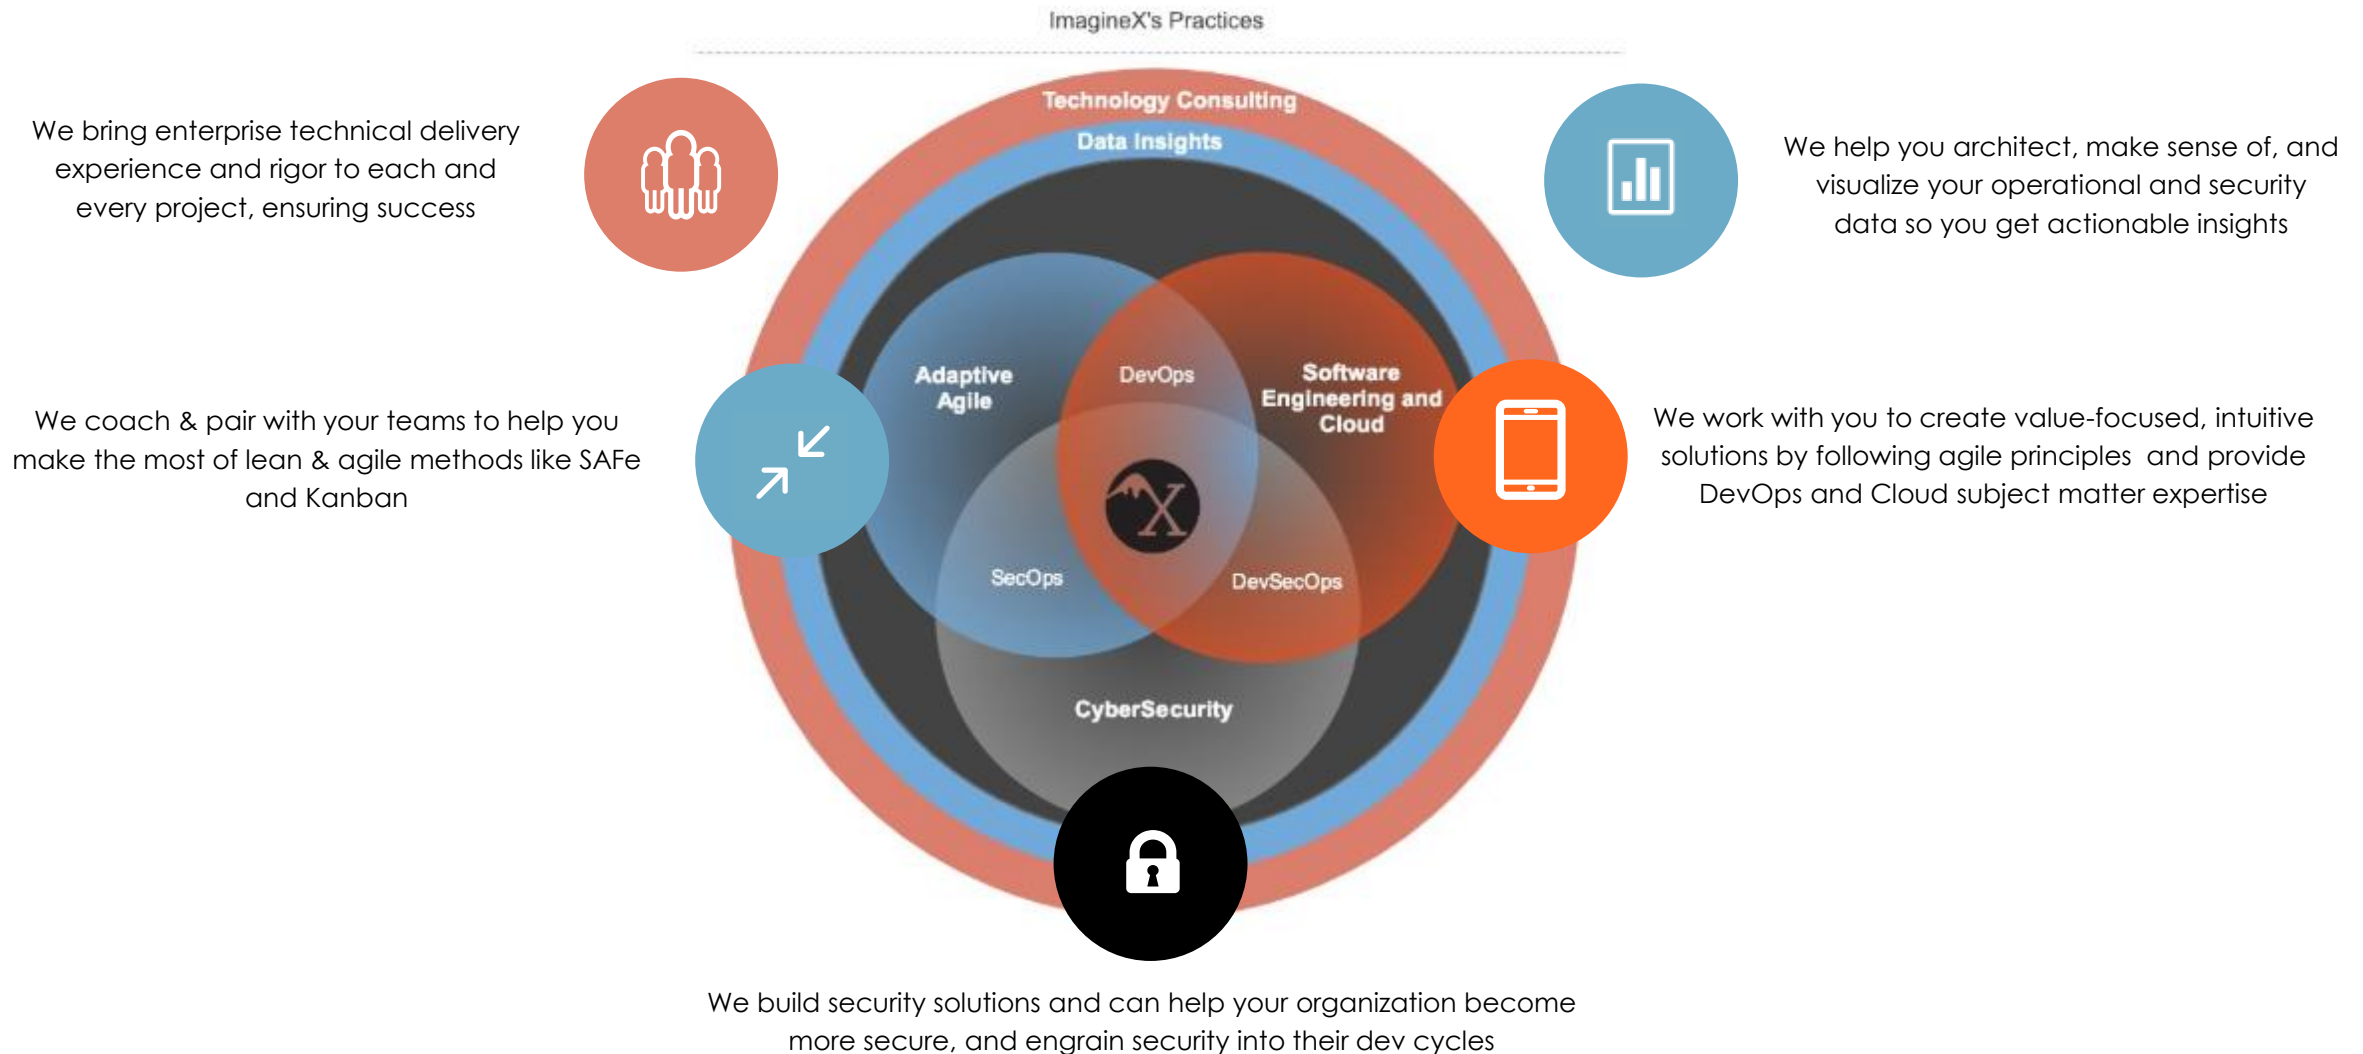 ImagineX's Practices
Technology Consulting
Data Insights
We bring enterprise technical delivery
experience and rigor to each and
every project, ensuring success
We help you architect, make sense of, and
visualize your operational and security
data so you get actionable insights
Adaptive
Agile
DevOps
Software
Engineering and
Cloud
We coach & pair with your teams to help you
make the most of lean & agile methods like SAFe
and Kanban
We work with you to create value-focused, intuitive
solutions by following agile principles  and provide
DevOps and Cloud subject matter expertise
X
SecOps
DevSecOps
CyberSecurity
We build security solutions and can help your organization become
more secure, and engrain security into their dev cycles